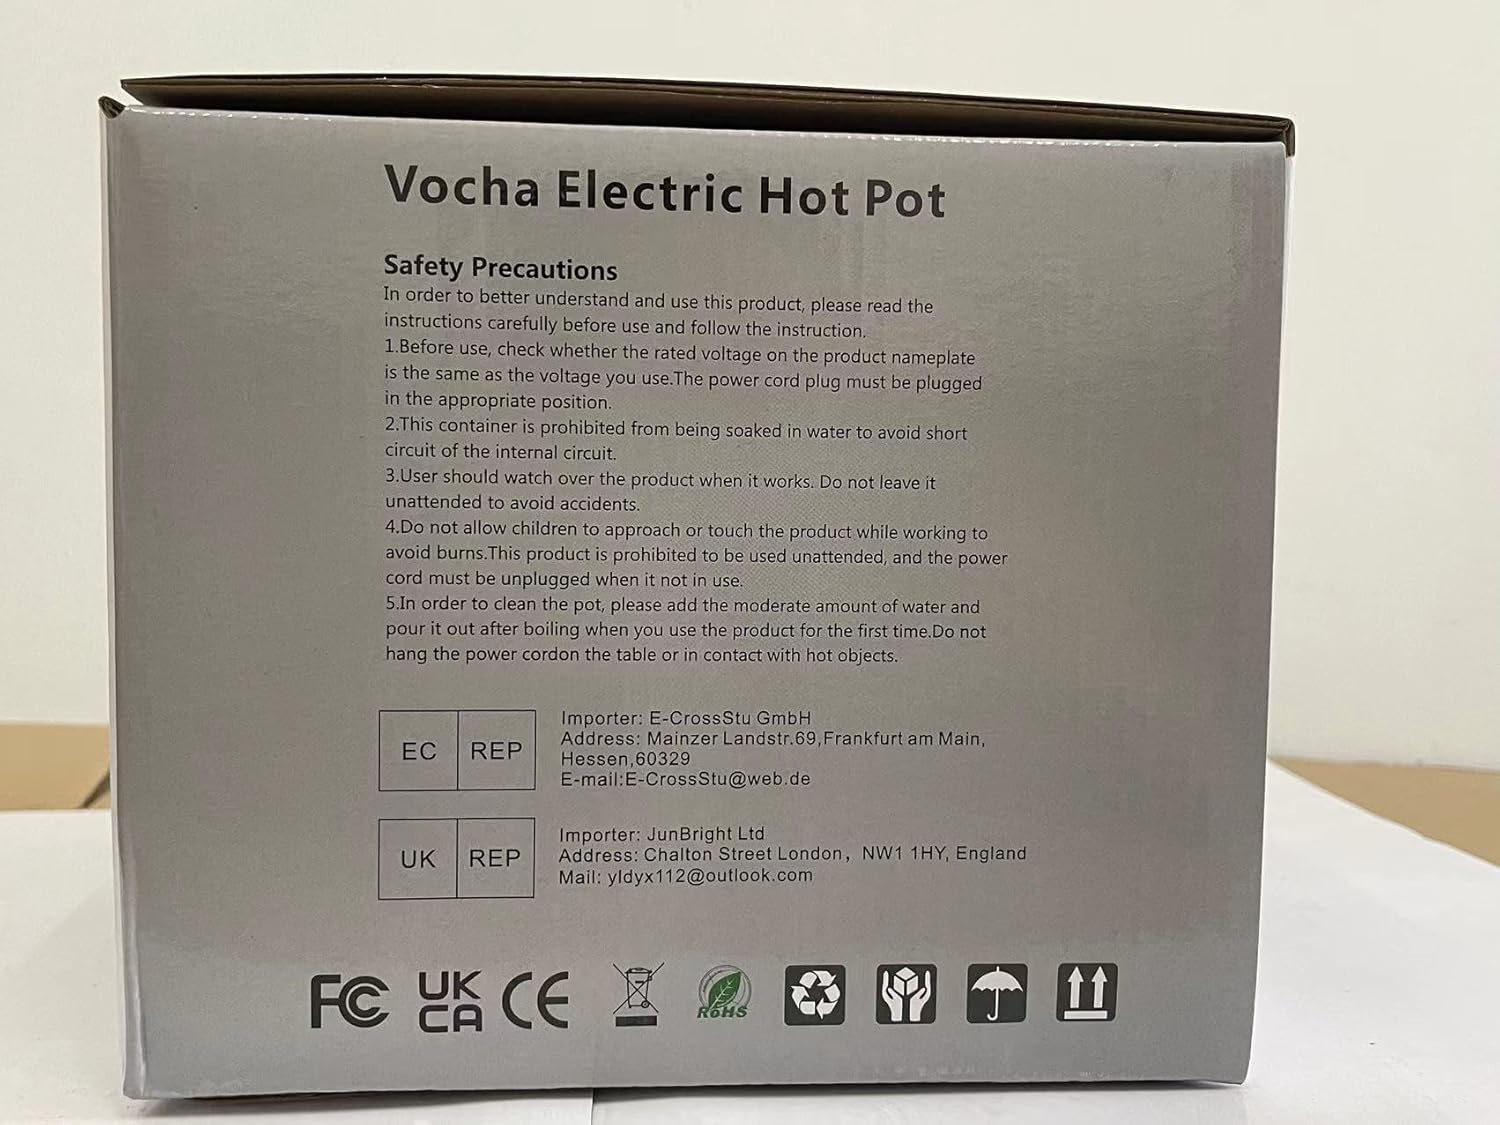 Vocha Electric Hot Pot
Safety Precautions
In order to better understand and use this product, please read the
instructions carefully before use and follow the instruction.
1.Before use, check whether the rated voltage on the product nameplate
is the same as the voltage you use.The power cord plug must be plugged
in the appropriate position.
2.This container is prohibited from being soaked in water to avoid short
circuit of the internal circuit.
3.User should watch over the product when it works. Do not leave it
unattended to avoid accidents.
4.Do not allow children to approach or touch the product while working to
avoid burns.This product is prohibited to be used unattended, and the power
cord must be unplugged when it not in use.
5.In order to clean the pot, please add the moderate amount of water and
pour it out after boiling when you use the product for the first time.Do not
hang the power cordon the table or in contact with hot objects.
EC REP
Importer: E-CrossStu GmbH
Address: Mainzer Landstr.69,Frankfurt am Main,
Hessen,60329
E-mail:E-CrossStu@web.de
UK REP
Importer: JunBright Ltd
Address: Chalton Street London, NW1 1HY, England
Mail: yldyx112@outlook.com
FC UK CA CE RoHS